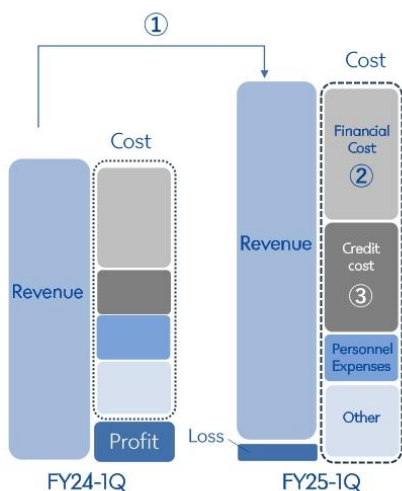 ①
Cost
Revenue
Profit
FY24-1Q
Cost
Financial
Cost
②
Revenue
Credit
cost
③
Personnel
Expenses
Other
Loss
FY25-1Q